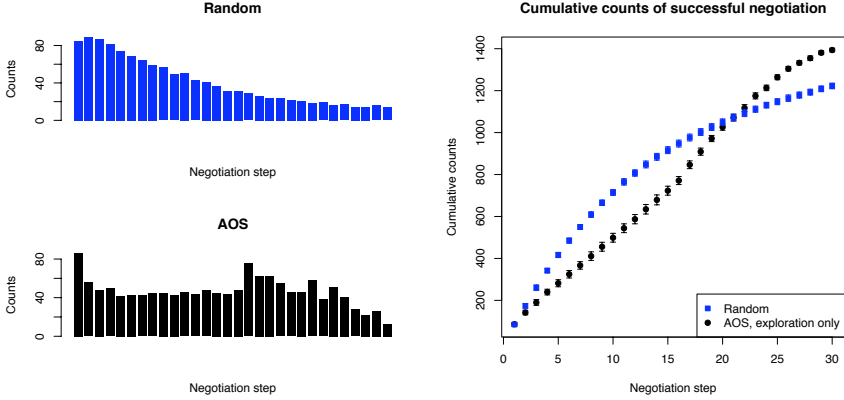 Random
Counts
0
40
80
Negotiation step
AOS
Counts
0
40
80
Negotiation step
Cumulative counts of successful negotiation
Cumulative counts
200
400
600
800
1000
1200
1400
Random
AOS, exploration only
0 5 10 15 20 25 30
Negotiation step